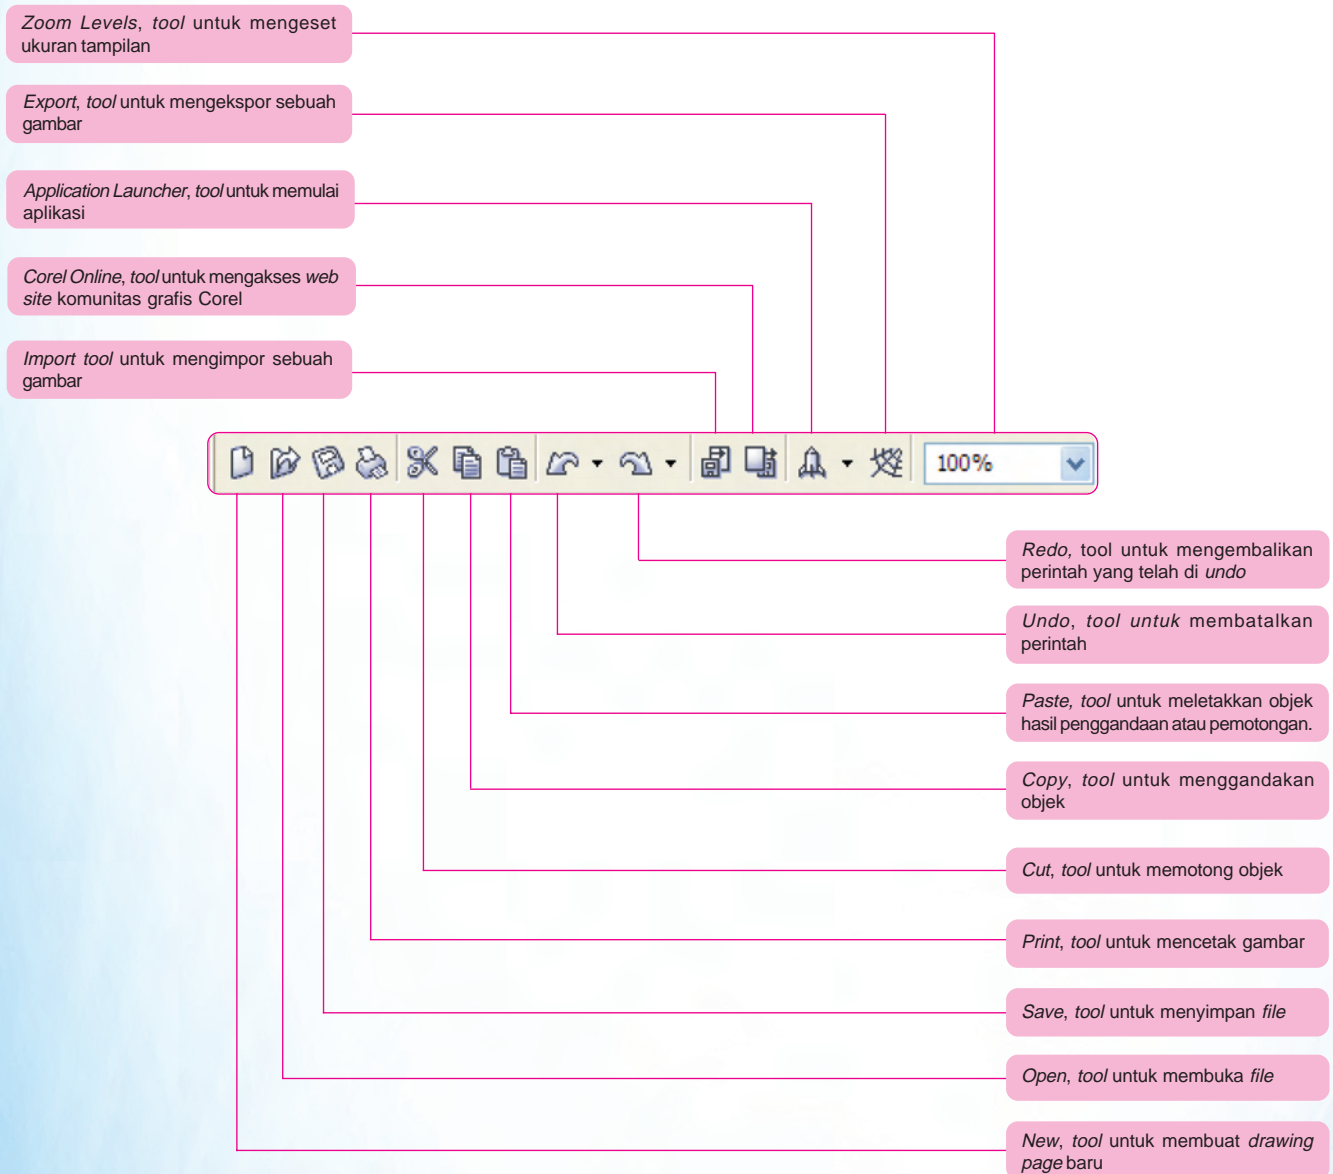 Zoom Levels, tool untuk mengeset
ukuran tampilan
Export, tool untuk mengekspor sebuah
gambar
Application Launcher, tool untuk memulai
aplikasi
Corel Online, tool untuk mengakses web
site komunitas grafis Corel
Import tool untuk mengimpor sebuah
gambar
100%
Redo, tool untuk mengembalikan
perintah yang telah di undo
Undo, tool untuk membatalkan
perintah
Paste, tool untuk meletakkan objek
hasil penggandaan atau pemotongan.
Copy, tool untuk menggandakan
objek
Cut, tool untuk memotong objek
Print, tool untuk mencetak gambar
Save, tool untuk menyimpan file
Open, tool untuk membuka file
New, tool untuk membuat drawing
page baru